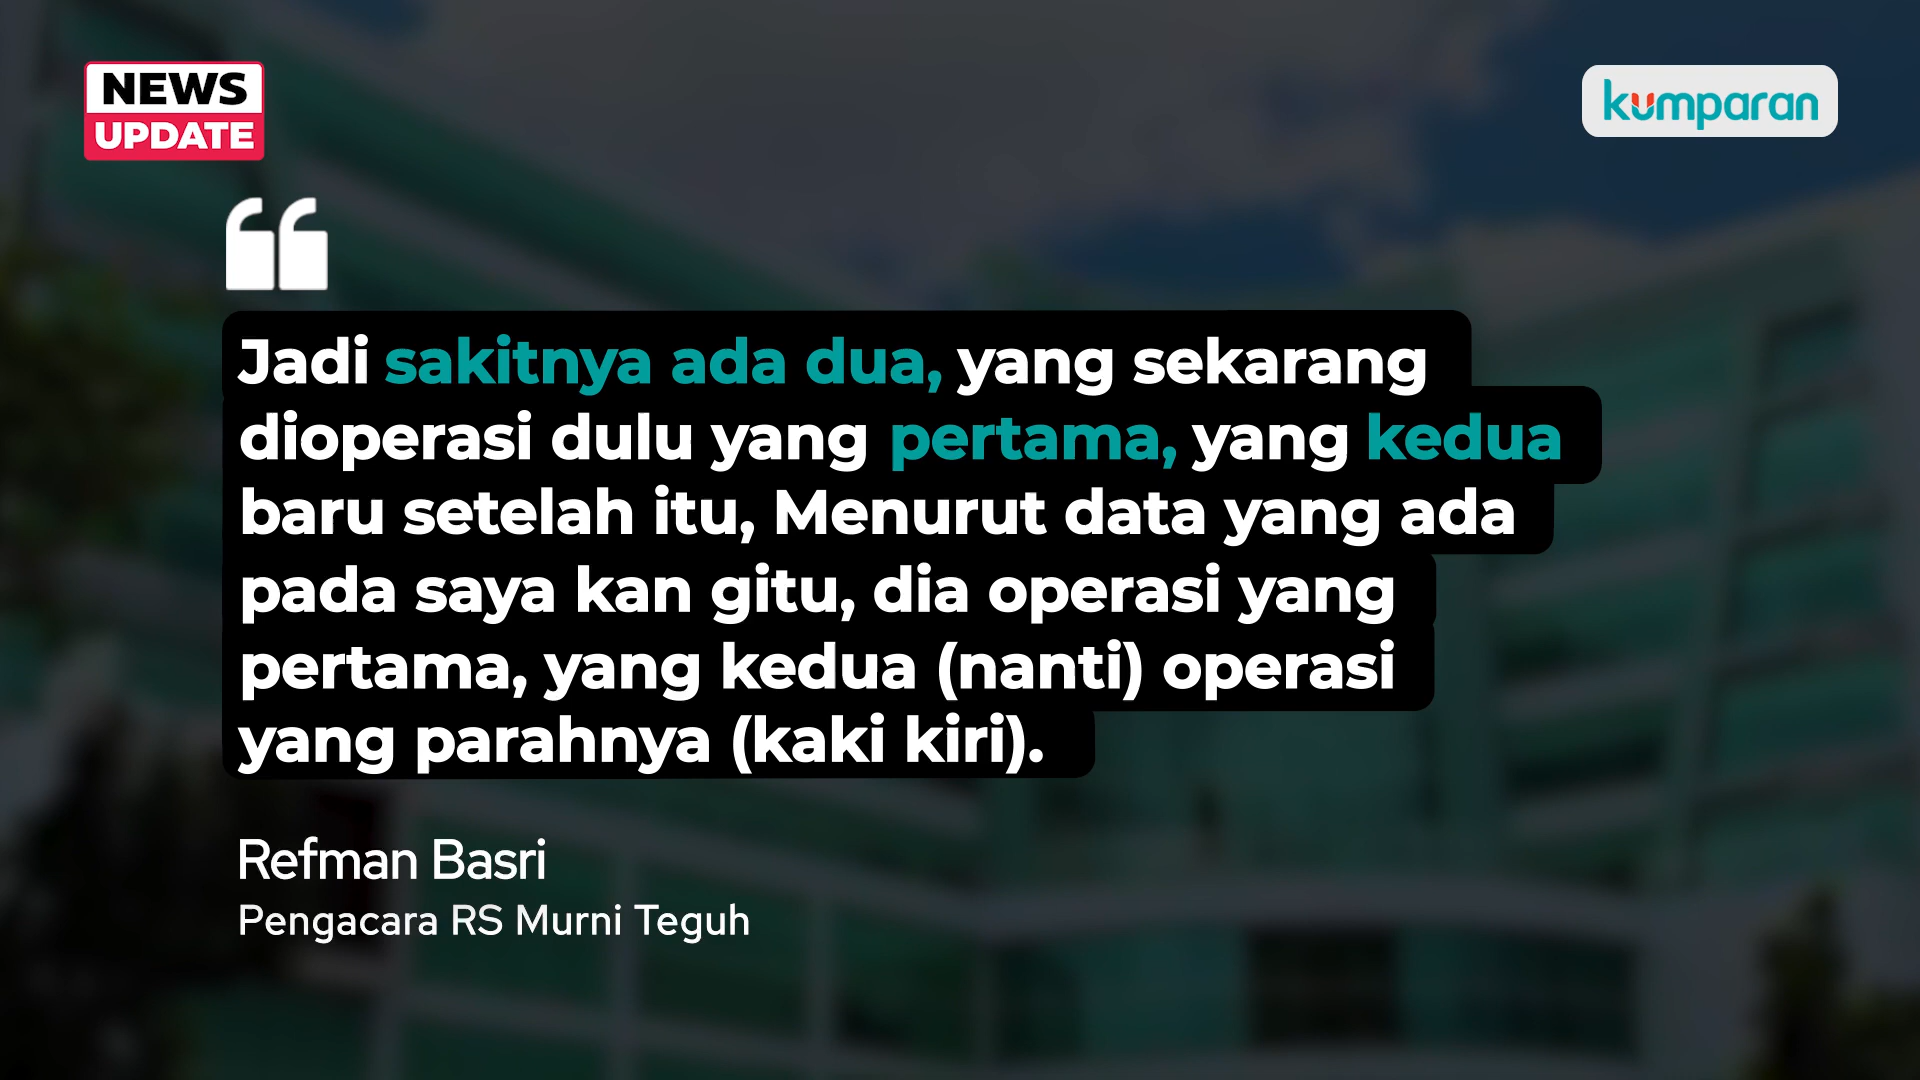 NEWS
UPDATE
kumparan
“
Jadi sakitnya ada dua, yang sekarang
dioperasi dulu yang pertama, yang kedua
baru setelah itu, Menurut data yang ada
pada saya kan gitu, dia operasi yang
pertama, yang kedua (nanti) operasi
yang parahnya (kaki kiri).
Refman Basri
Pengacara RS Murni Teguh